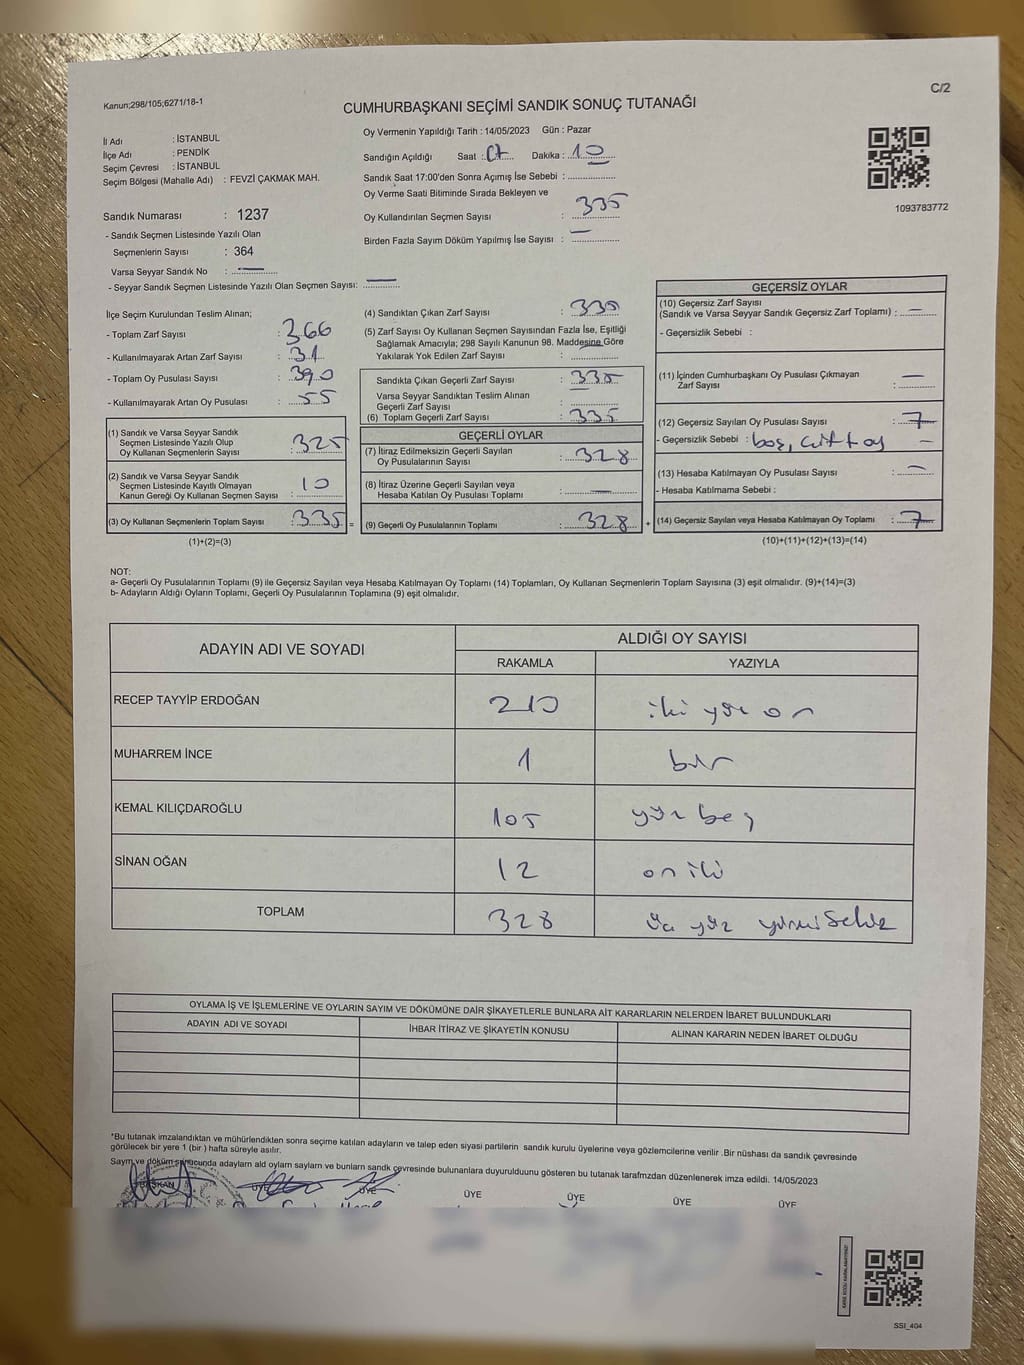 Kanun;298/105;6271/18-1
C/2
CUMHURBAŞKANI SEÇİMİ SANDIK SONUÇ TUTANAĞI
İl Adı : İSTANBUL
İlçe Adı : PENDİK
Seçim Çevresi : İSTANBUL
Seçim Bölgesi (Mahalle Adı) : FEVZİ ÇAKMAK MAH.
Oy Vermenin Yapıldığı Tarih : 14/05/2023 Gün : Pazar
Sandığın Açıldığı Saat : Dakika : 10
Sandık Saat 17:00'den Sonra Açımış İse Sebebi :
Oy Verme Saati Bitiminde Sırada Bekleyen ve
Oy Kullandırılan Seçmen Sayısı : 335
Birden Fazla Sayım Döküm Yapılmış İse Sayısı : —
1093783772
Sandık Numarası : 1237
- Sandık Seçmen Listesinde Yazılı Olan
Seçmenlerin Sayısı : 364
Varsa Seyyar Sandık No : —
- Seyyar Sandık Seçmen Listesinde Yazılı Olan Seçmen Sayısı: —
İlçe Seçim Kurulundan Teslim Alınan;
- Toplam Zarf Sayısı : 366
- Kullanılmayarak Artan Zarf Sayısı : 31
- Toplam Oy Pusulası Sayısı : 390
- Kullanılmayarak Artan Oy Pusulası : 55
(1) Sandık ve Varsa Seyyar Sandık
Seçmen Listesinde Yazılı Olup
Oy Kullanan Seçmenlerin Sayısı : 325
(2) Sandık ve Varsa Seyyar Sandık
Seçmen Listesinde Kayıtlı Olmayan
Kanun Gereği Oy Kullanan Seçmen Sayısı : 10
(3) Oy Kullanan Seçmenlerin Toplam Sayısı : 335 =
(1)+(2)=(3)
(4) Sandıktan Çıkan Zarf Sayısı : 335
(5) Zarf Sayısı Oy Kullanan Seçmen Sayısından Fazla İse, Eşitliği
Sağlamak Amacıyla; 298 Sayılı Kanunun 98. Maddesine Göre
Yakılarak Yok Edilen Zarf Sayısı :
Sandıkta Çıkan Geçerli Zarf Sayısı : 335
Varsa Seyyar Sandıktan Teslim Alınan
Geçerli Zarf Sayısı :
(6) Toplam Geçerli Zarf Sayısı : 335
GEÇERLİ OYLAR
(7) İtiraz Edilmeksizin Geçerli Sayılan
Oy Pusulalarının Sayısı : 328
(8) İtiraz Üzerine Geçerli Sayılan veya
Hesaba Katılan Oy Pusulası Toplamı : —
(9) Geçerli Oy Pusulalarının Toplamı : 328 +
GEÇERSİZ OYLAR
(10) Geçersiz Zarf Sayısı
(Sandık ve Varsa Seyyar Sandık Geçersiz Zarf Toplamı) : —
- Geçersizlik Sebebi :
(11) İçinden Cumhurbaşkanı Oy Pusulası Çıkmayan
Zarf Sayısı : —
(12) Geçersiz Sayılan Oy Pusulası Sayısı : 7
- Geçersizlik Sebebi : boş, çift oy —
(13) Hesaba Katılmayan Oy Pusulası Sayısı : —
- Hesaba Katılmama Sebebi :
(14) Geçersiz Sayılan veya Hesaba Katılmayan Oy Toplamı : 7
(10)+(11)+(12)+(13)=(14)
NOT:
a- Geçerli Oy Pusulalarının Toplamı (9) ile Geçersiz Sayılan veya Hesaba Katılmayan Oy Toplamı (14) Toplamları, Oy Kullanan Seçmenlerin Toplam Sayısına (3) eşit olmalıdır. (9)+(14)=(3)
b- Adayların Aldığı Oyların Toplamı, Geçerli Oy Pusulalarının Toplamına (9) eşit olmalıdır.
ADAYIN ADI VE SOYADI
ALDIĞI OY SAYISI
RAKAMLA YAZIYLA
RECEP TAYYİP ERDOĞAN 210 iki yüz on
MUHARREM İNCE 1 bir
KEMAL KILIÇDAROĞLU 105 yüz beş
SİNAN OĞAN 12 on iki
TOPLAM 328 üç yüz yirmi sekiz
OYLAMA İŞ VE İŞLEMLERİNE VE OYLARIN SAYIM VE DÖKÜMÜNE DAİR ŞİKAYETLERLE BUNLARA AİT KARARLARIN NELERDEN İBARET BULUNDUKLARI
ADAYIN ADI VE SOYADI İHBAR İTİRAZ VE ŞİKAYETİN KONUSU ALINAN KARARIN NEDEN İBARET OLDUĞU
*Bu tutanak imzalandıktan ve mühürlendikten sonra seçime katılan adayların ve talep eden siyasi partilerin sandık kurulu üyelerine veya gözlemcilerine verilir .Bir nüshası da sandık çevresinde
görülecek bir yere 1 (bir ) hafta süreyle asılır.
Sayım ve döküm sonucunda adayların ald oyların sayların ve bunların sandk çevresinde bulunanlara duyurulduunu gösteren bu tutanak tarafmzdan düzenlenerek imza edildi. 14/05/2023
BAŞKAN ÜYE ÜYE ÜYE ÜYE ÜYE ÜYE
SSI_404